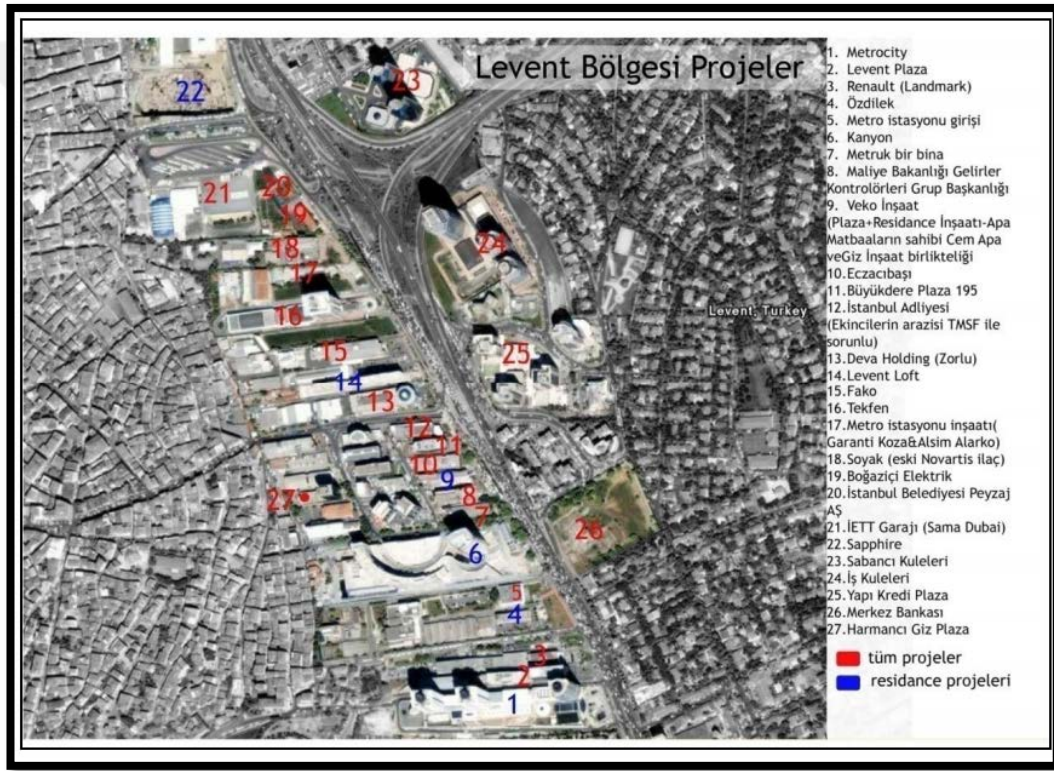 Levent Bölgesi Projeler
1. Metrocity
2. Levent Plaza
3. Renault (Landmark)
4. Özdilek
5. Metro istasyonu girişi
6. Kanyon
7. Metruk bir bina
8. Maliye Bakanlığı Gelirler
Kontrolörleri Grup Başkanlığı
9. Veko İnşaat
(Plaza+Residance İnşaatı-Apa
Matbaaların sahibi Cem Apa
veGiz İnşaat birlikteliği
10.Eczacıbaşı
11.Büyükdere Plaza 195
12.İstanbul Adliyesi
(Ekincilerin arazisi TMSF ile
sorunlu)
13.Deva Holding (Zorlu)
14.Levent Loft
15.Fako
16.Tekfen
17.Metro istasyonu inşaatı(
Garanti Koza&Alsim Alarko)
18.Soyak (eski Novartis ilaç)
19.Boğaziçi Elektrik
20.İstanbul Belediyesi Peyzaj
AŞ
21.İETT Garajı (Sama Dubai)
22.Sapphire
23.Sabancı Kuleleri
24.İş Kuleleri
25.Yapı Kredi Plaza
26.Merkez Bankası
27.Harmancı Giz Plaza
tüm projeler
residance projeleri
Levent, Turkey
23
22
21
20
19
24
18
17
16
15
25
14
13
12
11
10
9
8
27
7
26
6
5
4
3
2
1